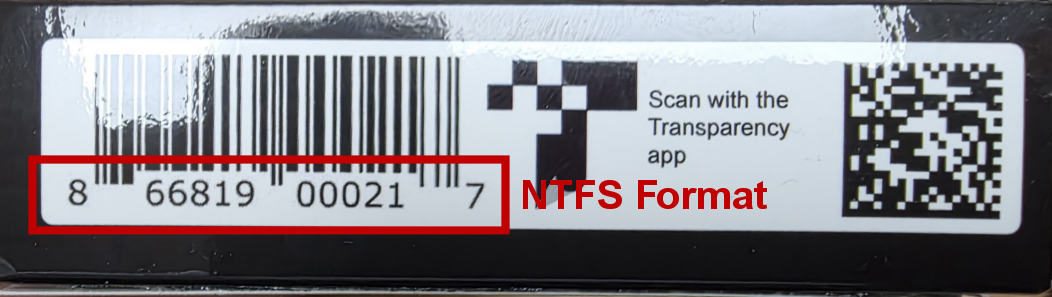 Scan with the
Transparency
app
8 66819 00021 7
NTFS Format